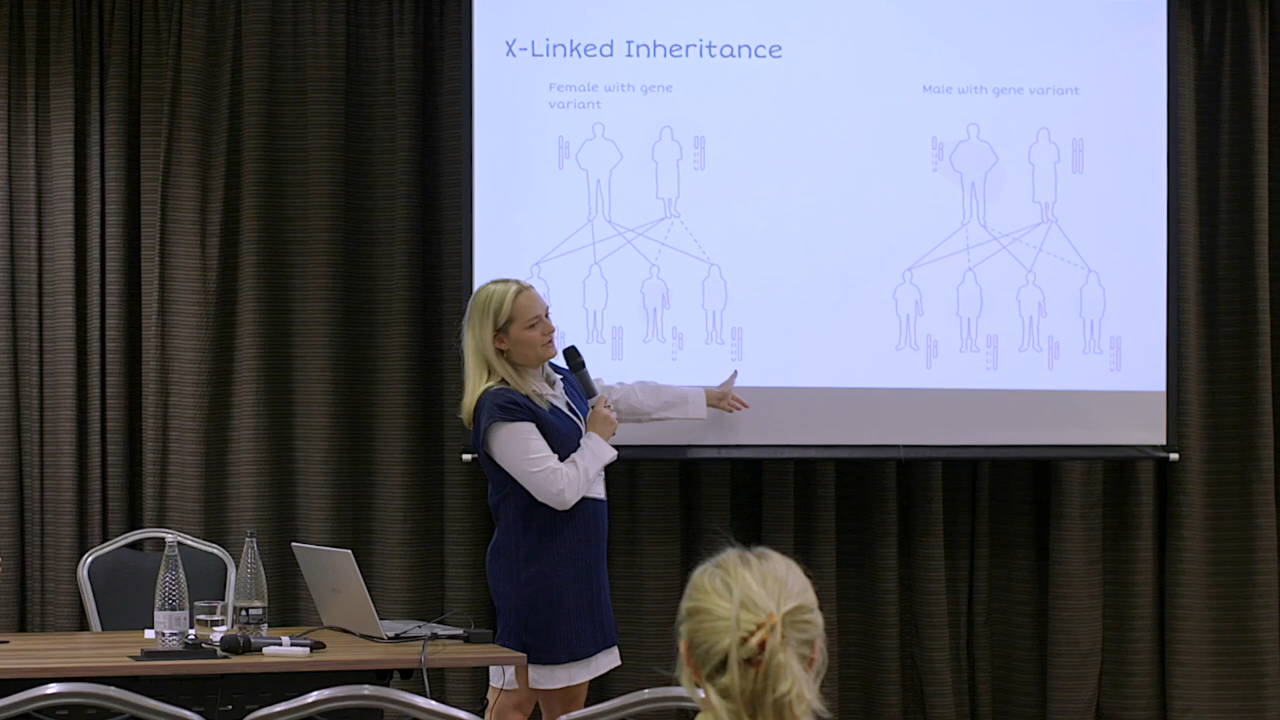 X-Linked Inheritance
Female with gene
variant
Male with gene variant